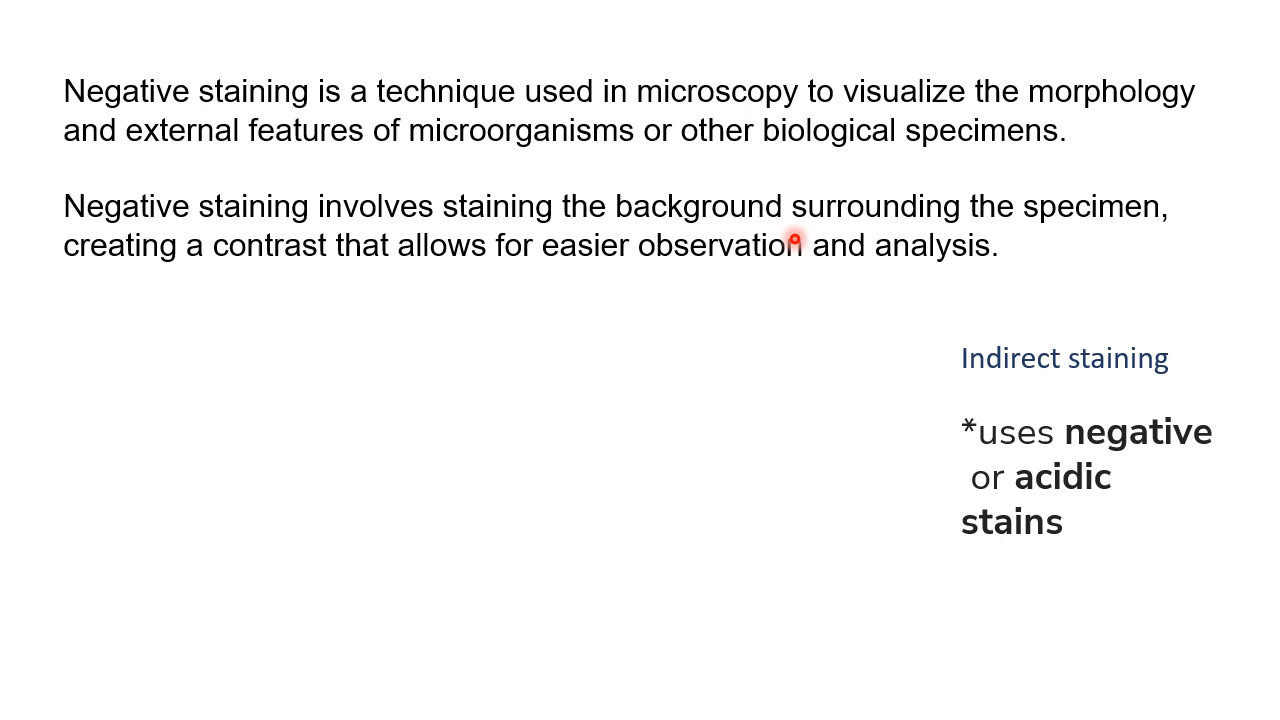 Negative staining is a technique used in microscopy to visualize the morphology
and external features of microorganisms or other biological specimens.
Negative staining involves staining the background surrounding the specimen,
creating a contrast that allows for easier observation and analysis.
Indirect staining
*uses negative
or acidic
stains